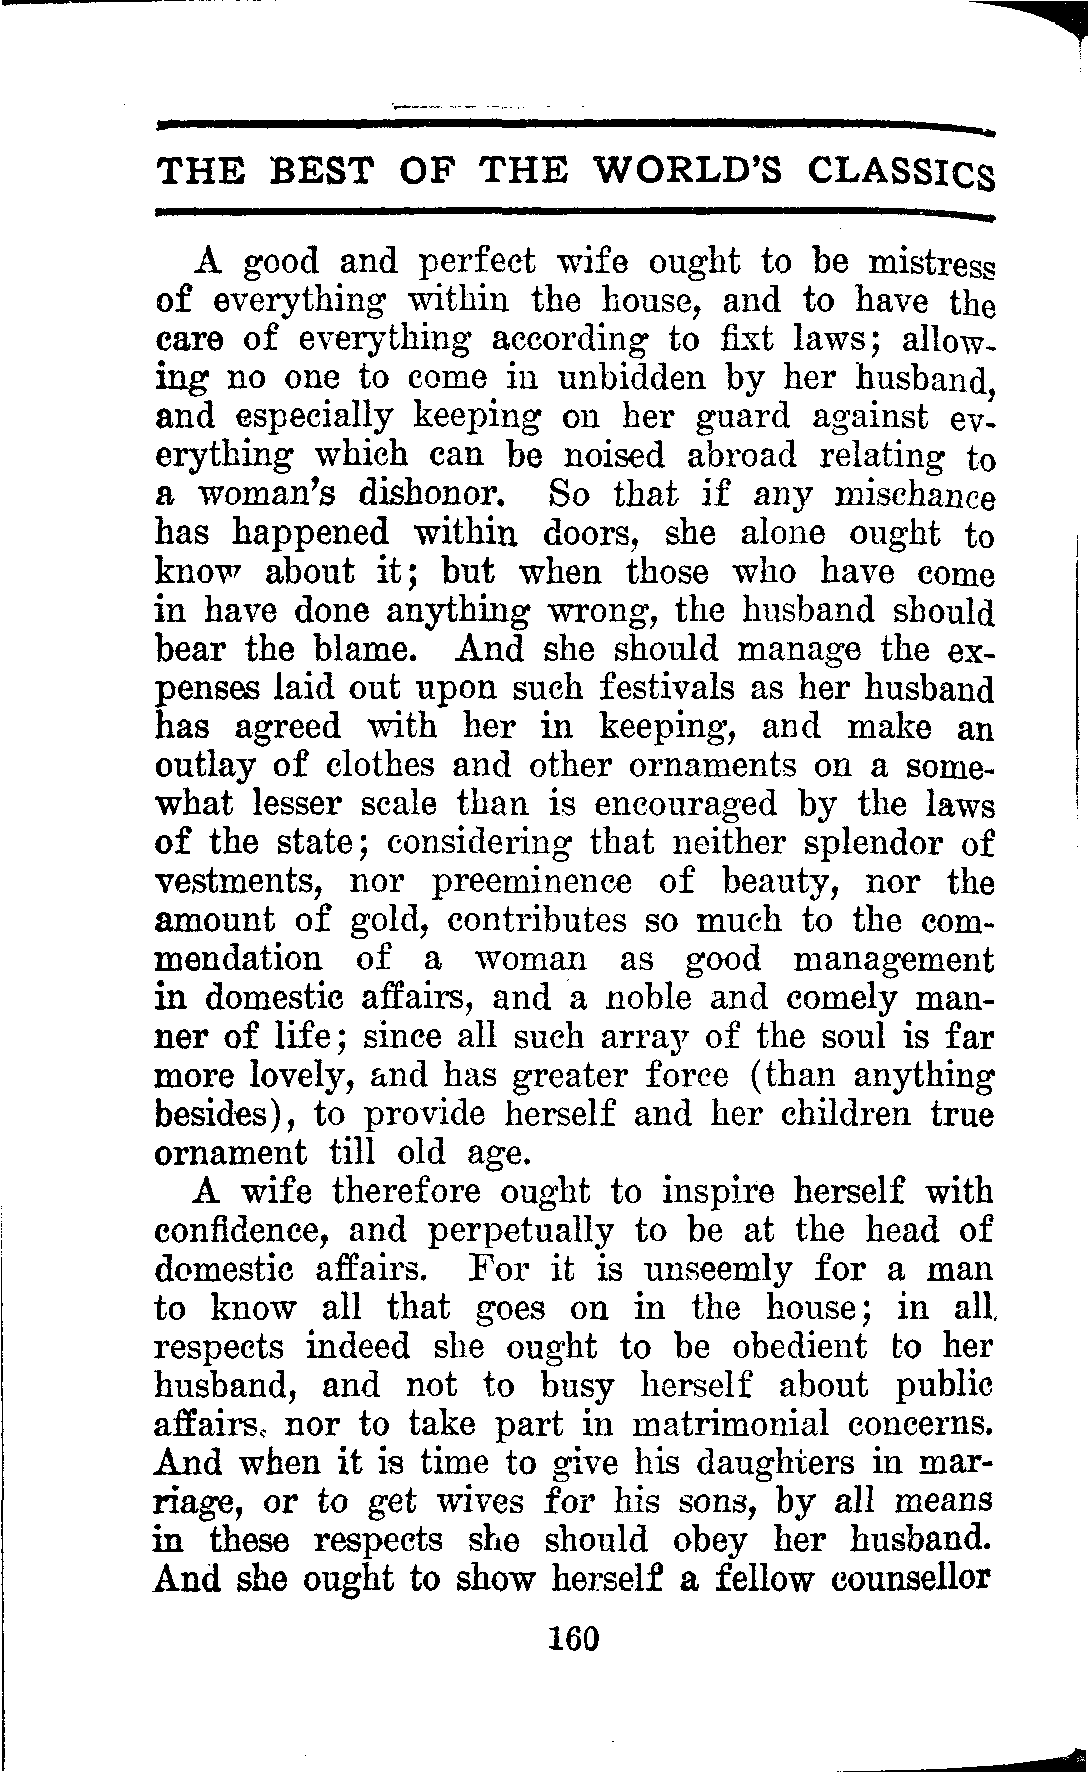 THE BEST OF THE WORLD'S CLASSICS
A good and perfect wife ought to be mistress
of everything within the house, and to have the
care of everything according to fixt laws; allow-
ing no one to come in unbidden by her husband,
and especially keeping on her guard against ev-
erything which can be noised abroad relating to
a woman's dishonor. So that if any mischance
has happened within doors, she alone ought to
know about it; but when those who have come
in have done anything wrong, the husband should
bear the blame. And she should manage the ex-
penses laid out upon such festivals as her husband
has agreed with her in keeping, and make an
outlay of clothes and other ornaments on a some-
what lesser scale than is encouraged by the laws
of the state; considering that neither splendor of
vestments, nor preeminence of beauty, nor the
amount of gold, contributes so much to the com-
mendation of a woman as good management
in domestic affairs, and a noble and comely man-
ner of life; since all such array of the soul is far
more lovely, and has greater force (than anything
besides), to provide herself and her children true
ornament till old age.
A wife therefore ought to inspire herself with
confidence, and perpetually to be at the head of
domestic affairs. For it is unseemly for a man
to know all that goes on in the house; in all
respects indeed she ought to be obedient to her
husband, and not to busy herself about public
affairs, nor to take part in matrimonial concerns.
And when it is time to give his daughters in mar-
riage, or to get wives for his sons, by all means
in these respects she should obey her husband.
And she ought to show herself a fellow counsellor
160